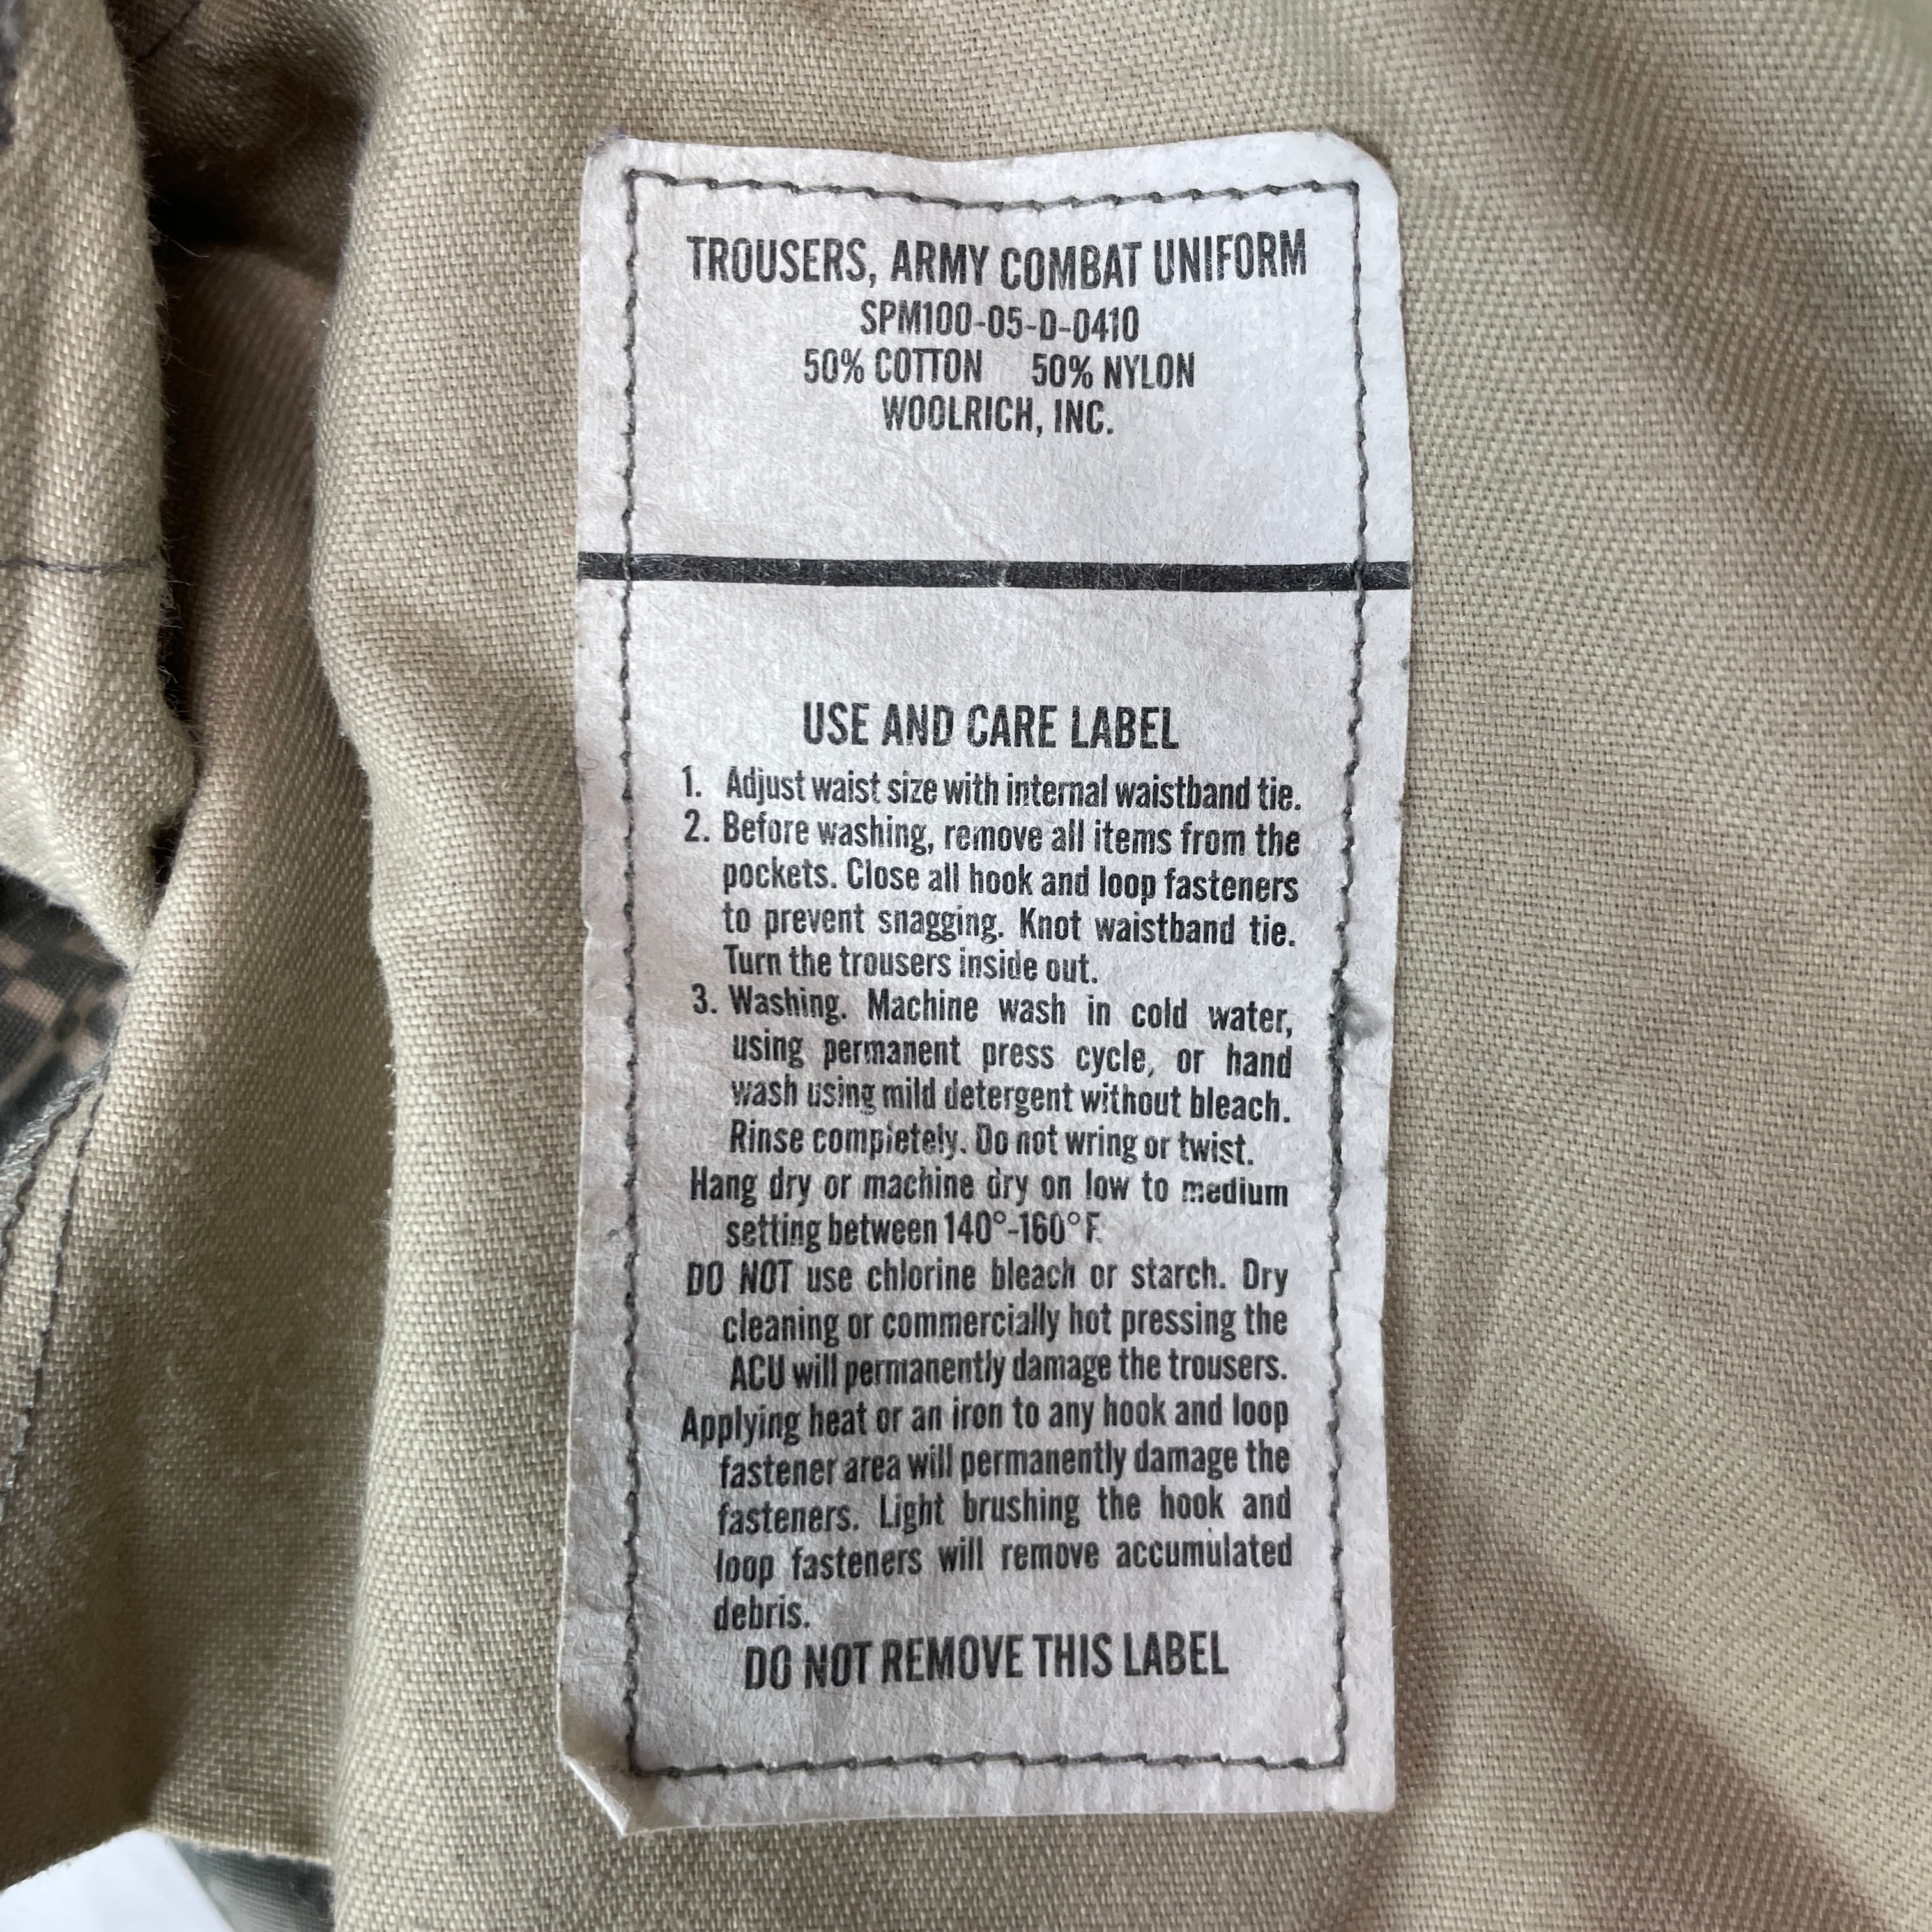 TROUSERS, ARMY COMBAT UNIFORM
SPM100-05-D-0410
50% COTTON 50% NYLON
WOOLRICH, INC.
USE AND CARE LABEL
1. Adjust waist size with internal waistband tie.
2. Before washing, remove all items from the
pockets. Close all hook and loop fasteners
to prevent snagging. Knot waistband tie.
Turn the trousers inside out.
3. Washing. Machine wash in cold water,
using permanent press cycle, or hand
wash using mild detergent without bleach.
Rinse completely. Do not wring or twist.
Hang dry or machine dry on low to medium
setting between 140°-160°F.
DO NOT use chlorine bleach or starch. Dry
cleaning or commercially hot pressing the
ACU will permanently damage the trousers.
Applying heat or an iron to any hook and loop
fastener area will permanently damage the
fasteners. Light brushing the hook and
loop fasteners will remove accumulated
debris.
DO NOT REMOVE THIS LABEL